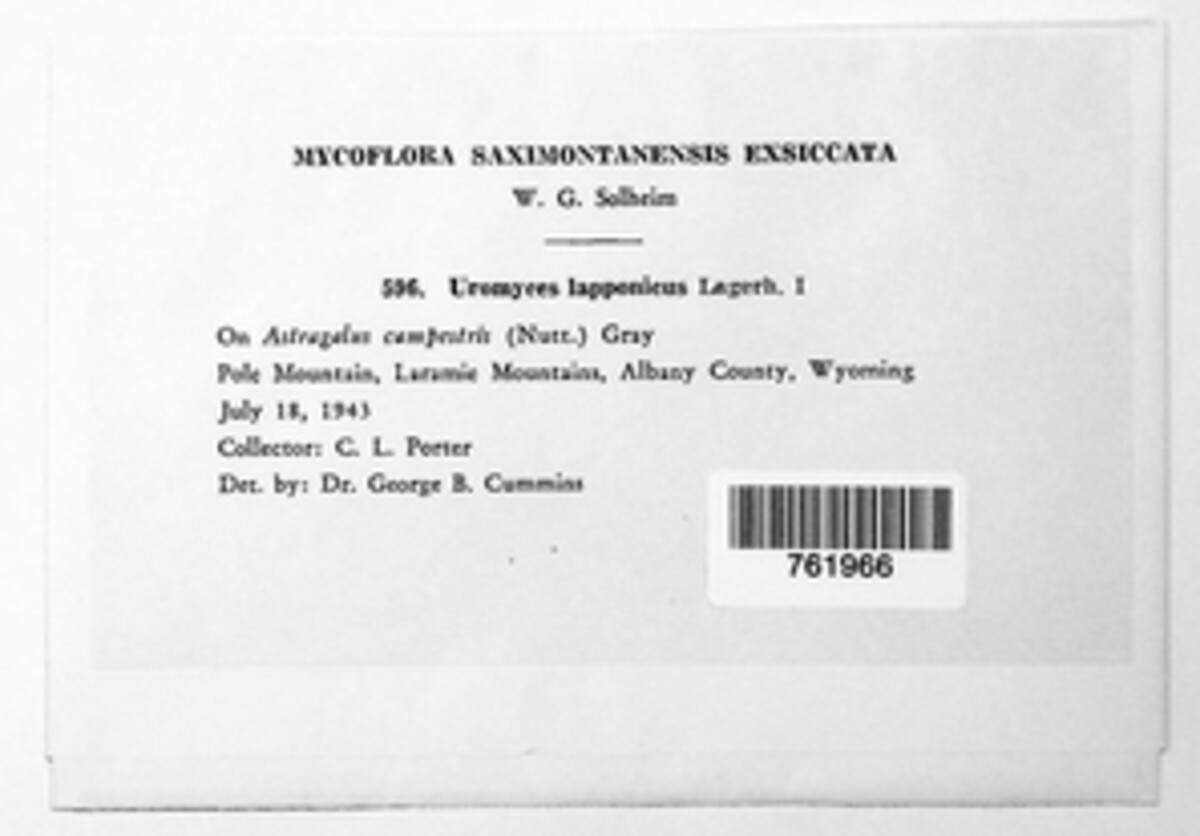 MYCOFLORA SAXIMONTANENSIS EXSICCATA
W. G. Solheim
596. Uromyces lapponicus Lagerh. I
On Astragalus campestris (Nutt.) Gray
Pole Mountain, Laramie Mountains, Albany County, Wyoming
July 18, 1943
Collector: C. L. Porter
Det. by: Dr. George B. Cummins
761966